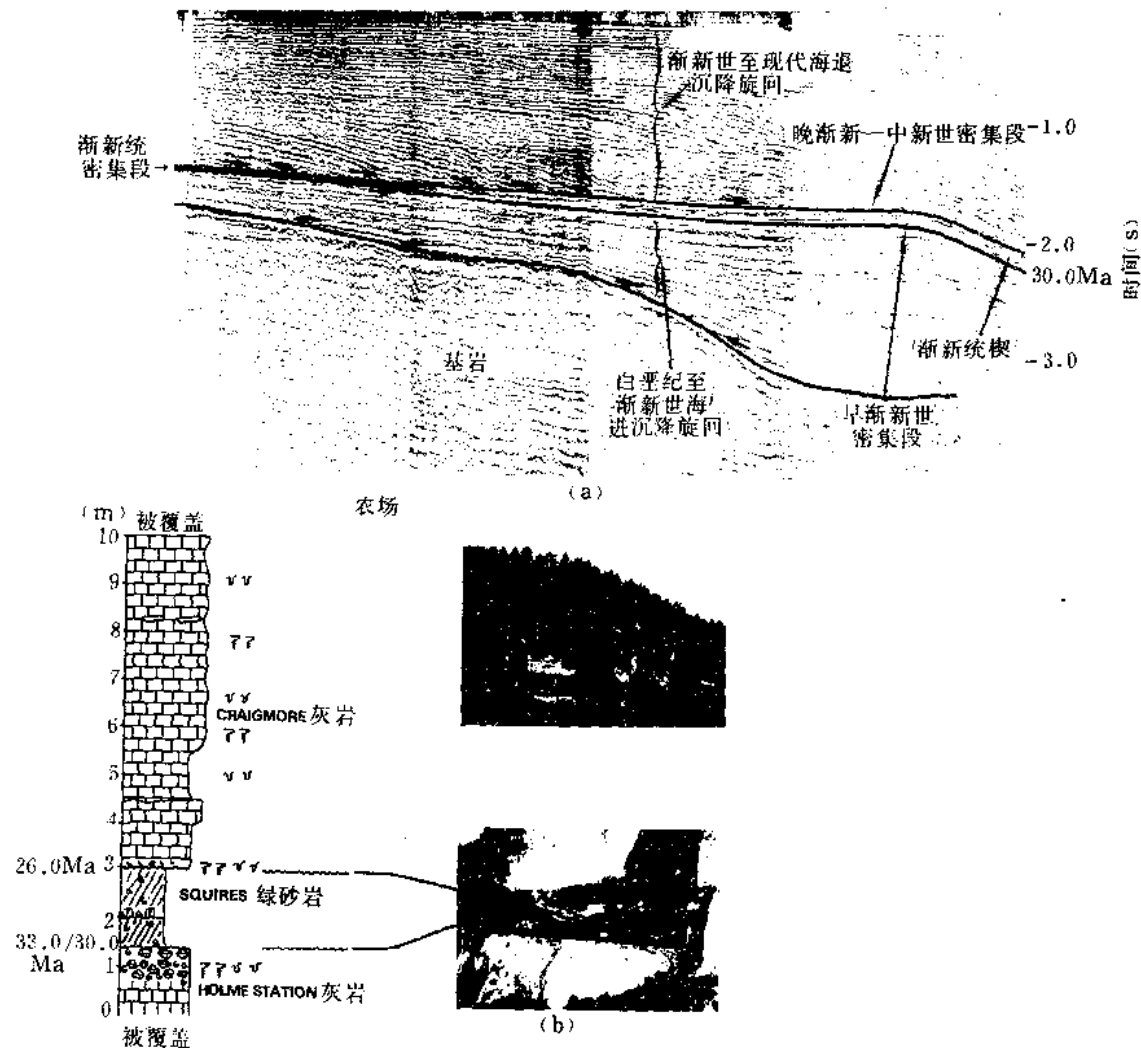 渐新世至现代海退
沉降旋回
晚渐新一中新世密集段
-1.0
渐新统
密集段→
-2.0
30.0Ma
时间(s)
渐新统楔
-3.0
基岩
白垩纪至
渐新世海
进沉降旋回
早渐新世
密集段
(a)
农场
(m) 被覆盖
10
9
8
7
6
CRAIGMORE 灰岩
5
4
26.0Ma 3
SQUIRES 绿砂岩
2
33.0/30.0
Ma
1
HOLME STATION 灰岩
0
被覆盖
(b)